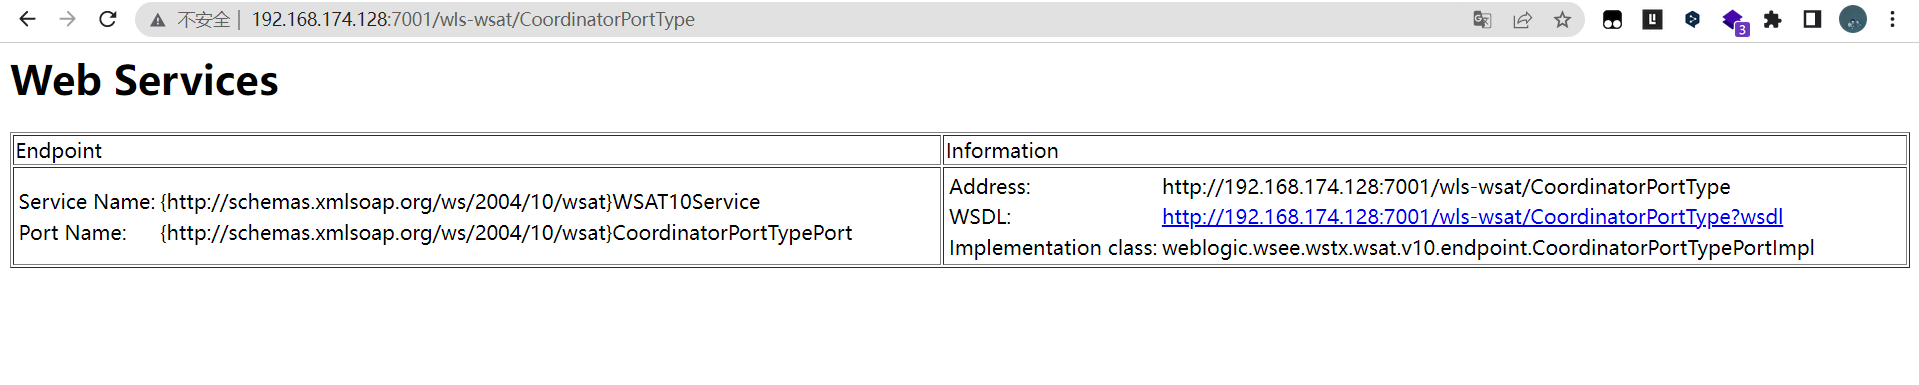 不安全 | 192.168.174.128:7001/wls-wsat/CoordinatorPortType
3
Web Services
Endpoint Information
Service Name: {http://schemas.xmlsoap.org/ws/2004/10/wsat}WSAT10Service
Port Name: {http://schemas.xmlsoap.org/ws/2004/10/wsat}CoordinatorPortTypePort
Address: http://192.168.174.128:7001/wls-wsat/CoordinatorPortType
WSDL: http://192.168.174.128:7001/wls-wsat/CoordinatorPortType?wsdl
Implementation class: weblogic.wsee.wstx.wsat.v10.endpoint.CoordinatorPortTypePortImpl